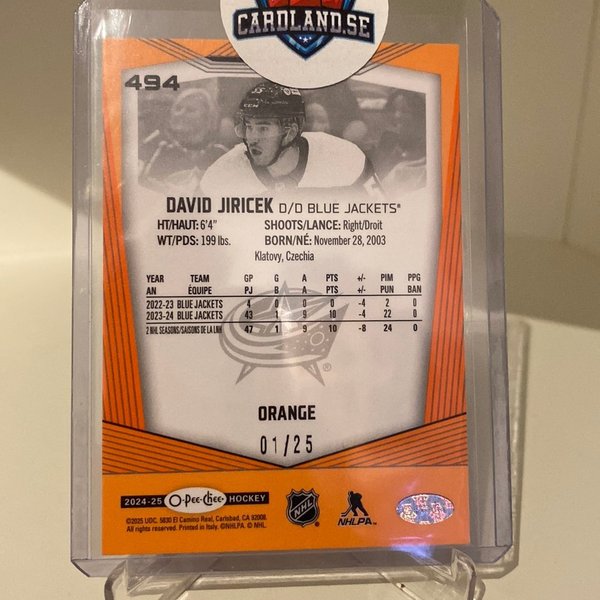 CARDLAND.SE
494
DAVID JIRICEK D/D BLUE JACKETS®
HT/HAUT: 6'4" SHOOTS/LANCE: Right/Droit
WT/PDS: 199 lbs. BORN/NÉ: November 28, 2003
Klatovy, Czechia
YEAR TEAM GP G A PTS +/- PIM PPG
AN ÉQUIPE PJ B A PTS +/- PUN BAN
2022-23 BLUE JACKETS 4 0 0 0 -4 2 0
2023-24 BLUE JACKETS 43 1 9 10 -4 22 0
2 NHL SEASONS/SAISONS DE LA LNH 47 1 9 10 -8 24 0
ORANGE
01/25
2024-25 O-Pee-Chee HOCKEY
©2025 UDC. 5830 El Camino Real, Carlsbad, CA 92008.
All rights reserved. Printed in Italy. ©NHLPA. © NHL.
NHL
NHLPA